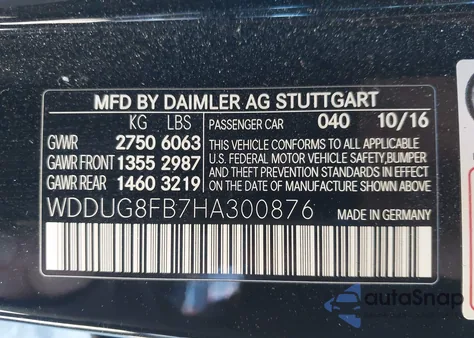 MFD BY DAIMLER AG STUTTGART
KG LBS PASSENGER CAR 040 10/16
GVWR 2750 6063 THIS VEHICLE CONFORMS TO ALL APPLICABLE
GAWR FRONT 1355 2987 U.S. FEDERAL MOTOR VEHICLE SAFETY,BUMPER
GAWR REAR 1460 3219 AND THEFT PREVENTION STANDARDS IN EFFECT
ON THE DATE OF MANUFACTURE SHOWN ABOVE.
WDDUG8FB7HA300876 MADE IN GERMANY
autoSnap